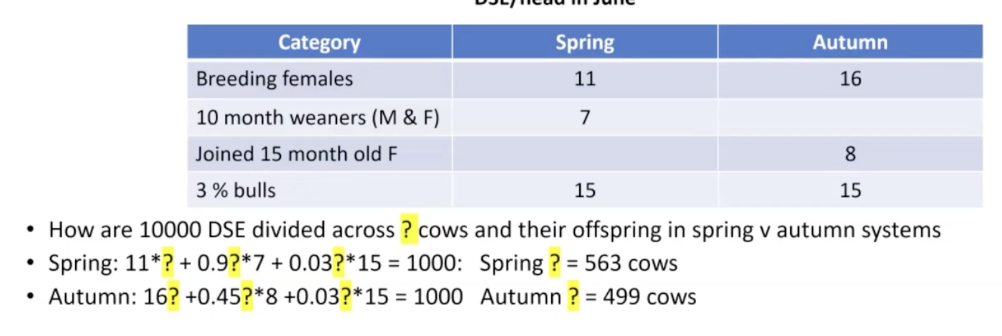 DSE/head in June
Category Spring Autumn
Breeding females 11 16
10 month weaners (M & F) 7
Joined 15 month old F 8
3 % bulls 15 15
• How are 10000 DSE divided across ? cows and their offspring in spring v autumn systems
• Spring: 11*? + 0.9?*7 + 0.03?*15 = 1000: Spring ? = 563 cows
• Autumn: 16? +0.45?*8 +0.03?*15 = 1000 Autumn ? = 499 cows